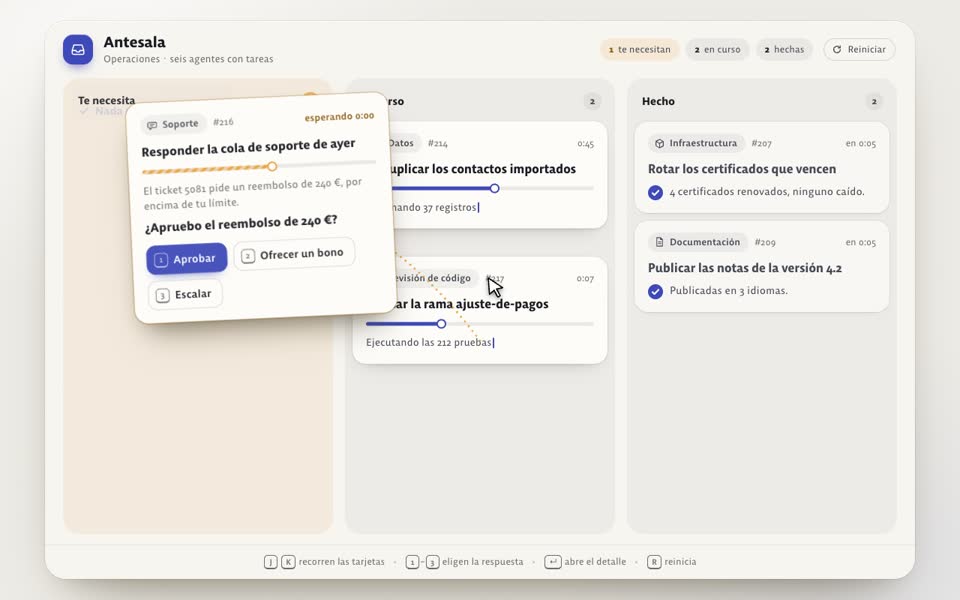 Antesala
Operaciones · seis agentes con tareas
1 te necesitan
2 en curso
2 hechas
Reiniciar
Te necesita
Nada
Soporte #216 esperando 0:00
Responder la cola de soporte de ayer
El ticket 5081 pide un reembolso de 240 €, por
encima de tu límite.
¿Apruebo el reembolso de 240 €?
1 Aprobar
2 Ofrecer un bono
3 Escalar
2
Datos #214 0:45
contactos importados
37 registros
de código #217 0:07
la rama ajuste-de-pagos
Ejecutando las 212 pruebas
Hecho 2
Infraestructura #207 en 0:05
Rotar los certificados que vencen
4 certificados renovados, ninguno caído.
Documentación #209 en 0:05
Publicar las notas de la versión 4.2
Publicadas en 3 idiomas.
J K recorren las tarjetas · 1-3 eligen la respuesta · ↵ abre el detalle · R reinicia